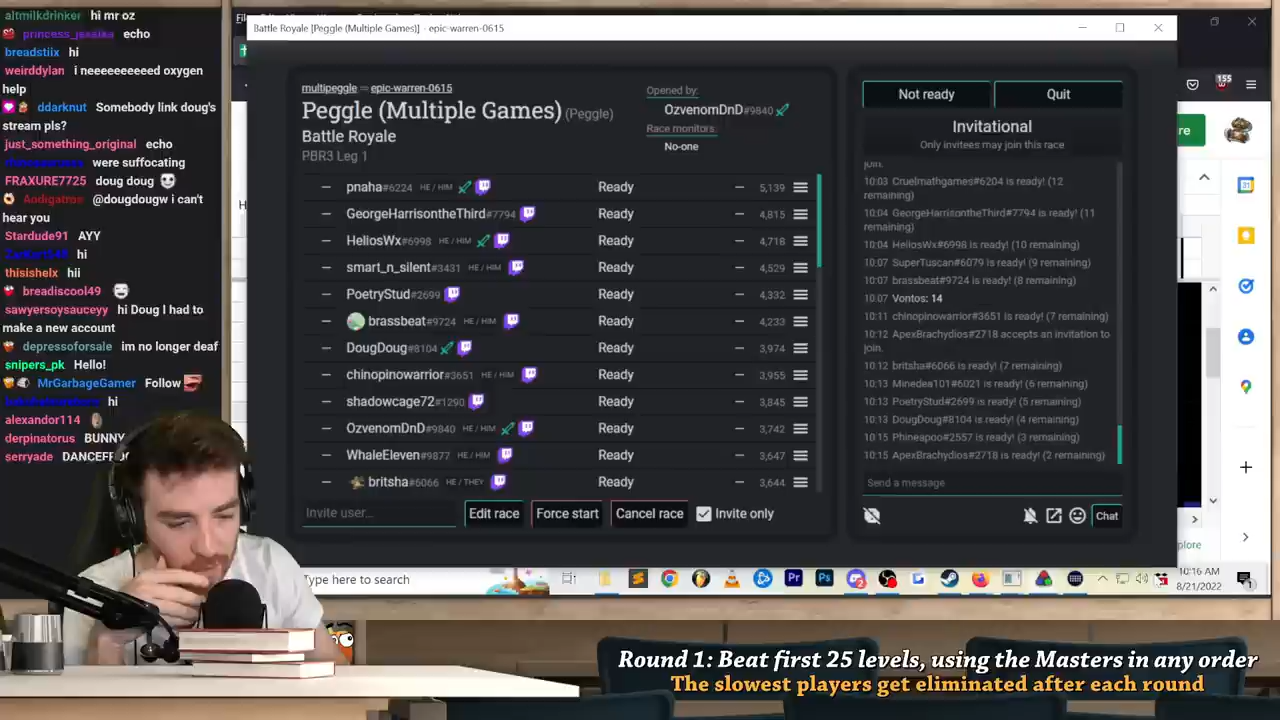 altmilkdrinker hi mr oz
echo
breadstiix hi
weirddylan i neeeeeeeeed oxygen
help
ddarknut Somebody link doug's
stream pls?
just_something_original echo
were suffocating
FRAXURE7725 doug doug
Aodigatron @dougdougw i can't
hear you
Stardude91 AYY
hi
thisishelx hii
breadiscool49
sawyersoysauceyy hi Doug I had to
make a new account
depressoforsale im no longer deaf
snipers_pk Hello!
MrGarbageGamer Follow
hi
alexandor114
derpinatorus BUNNY
serryade DANCEFRO
Battle Royale [Peggle (Multiple Games)] - epic-warren-0615
multipeggle epic-warren-0615
Peggle (Multiple Games) (Peggle)
Battle Royale
PBR3 Leg 1
Opened by:
OzvenomDnD#9840
Race monitors:
No-one
pnaha#6224 HE / HIM Ready — 5,139
GeorgeHarrisontheThird#7794 Ready — 4,815
HeliosWx#6998 HE / HIM Ready — 4,718
smart_n_silent#3431 HE / HIM Ready — 4,529
PoetryStud#2699 Ready — 4,332
brassbeat#9724 HE / HIM Ready — 4,233
DougDoug#8104 Ready — 3,974
chinopinowarrior#3651 HE / HIM Ready — 3,955
shadowcage72#1290 Ready — 3,845
OzvenomDnD#9840 HE / HIM Ready — 3,742
WhaleEleven#9877 HE / HIM Ready — 3,647
britsha#6066 HE / THEY Ready — 3,644
Invite user... Edit race Force start Cancel race Invite only
Not ready Quit
Invitational
Only invitees may join this race
join.
10:03 Cruelmathgames#6204 is ready! (12
remaining)
10:04 GeorgeHarrisontheThird#7794 is ready! (11
remaining)
10:04 HeliosWx#6998 is ready! (10 remaining)
10:07 SuperTuscan#6079 is ready! (9 remaining)
10:07 brassbeat#9724 is ready! (8 remaining)
10:07 Vontos: 14
10:11 chinopinowarrior#3651 is ready! (7 remaining)
10:12 ApexBrachydios#2718 accepts an invitation to
join.
10:12 britsha#6066 is ready! (7 remaining)
10:13 Minedea101#6021 is ready! (6 remaining)
10:13 PoetryStud#2699 is ready! (5 remaining)
10:13 DougDoug#8104 is ready! (4 remaining)
10:15 Phineapoo#2557 is ready! (3 remaining)
10:15 ApexBrachydios#2718 is ready! (2 remaining)
Send a message
Chat
155
re
plore
Type here to search
Pr
Ps
10:16 AM
8/21/2022
1
Round 1: Beat first 25 levels, using the Masters in any order
The slowest players get eliminated after each round